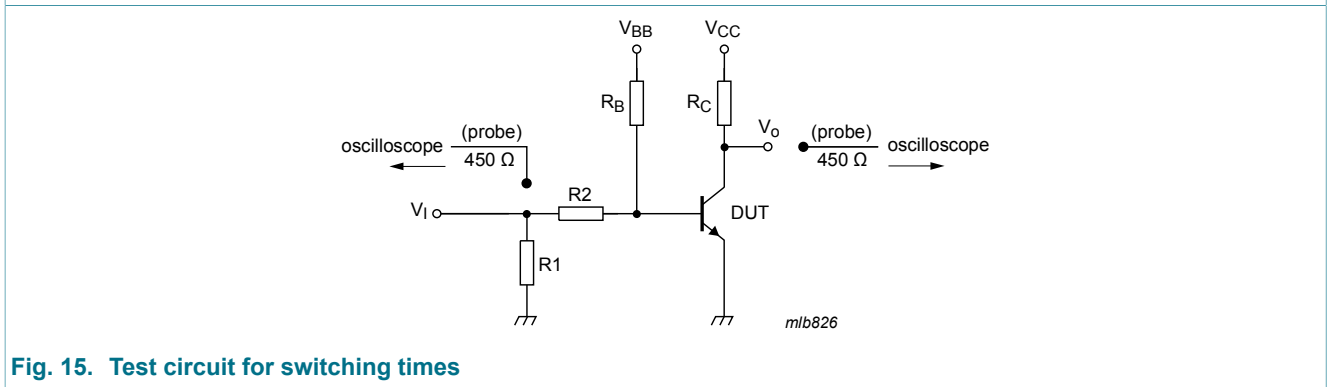 VBB
VCC
RB
RC
Vo
(probe)
450 Ω
oscilloscope
(probe)
450 Ω
oscilloscope
R2
VI
DUT
R1
mlb826
Fig. 15. Test circuit for switching times